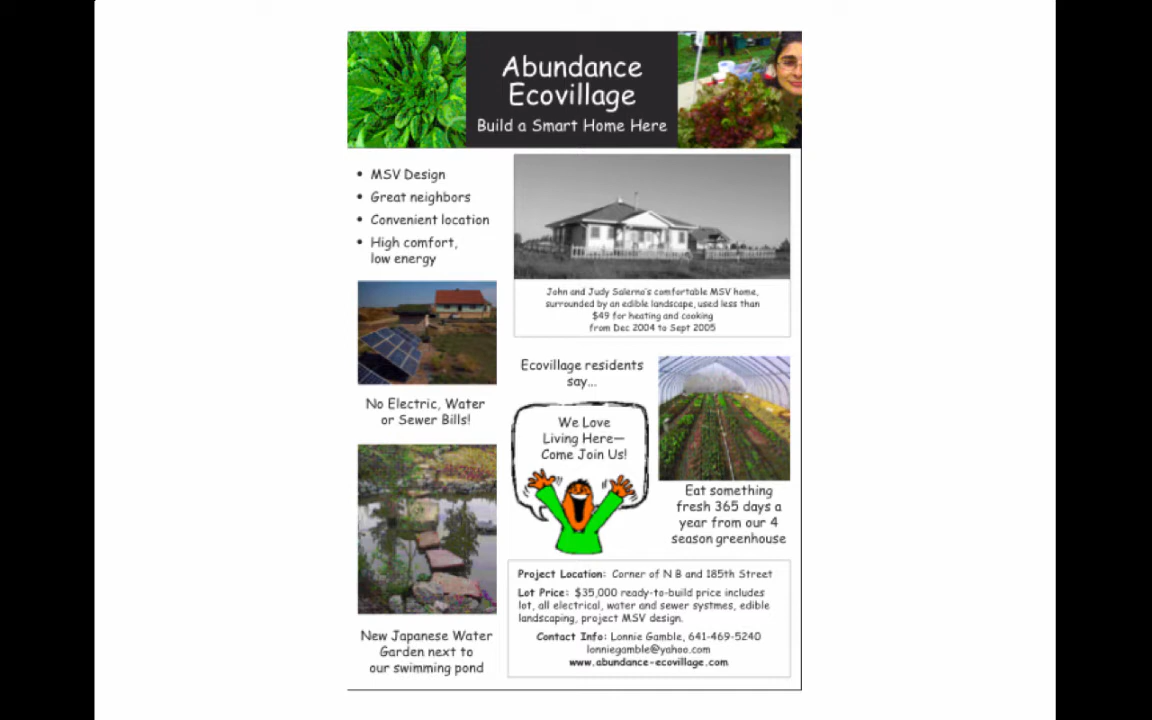 Abundance
Ecovillage
Build a Smart Home Here
• MSV Design
• Great neighbors
• Convenient location
• High comfort,
low energy
John and Judy Salerno's comfortable MSV home,
surrounded by an edible landscape, used less than
$49 for heating and cooking
from Dec 2004 to Sept 2005
No Electric, Water
or Sewer Bills!
Ecovillage residents
say...
We Love
Living Here—
Come Join Us!
Eat something
fresh 365 days a
year from our 4
season greenhouse
New Japanese Water
Garden next to
our swimming pond
Project Location: Corner of N B and 185th Street
Lot Price: $35,000 ready-to-build price includes
lot, all electrical, water and sewer systmes, edible
landscaping, project MSV design.
Contact Info: Lonnie Gamble, 641-469-5240
lonniegamble@yahoo.com
www.abundance-ecovillage.com